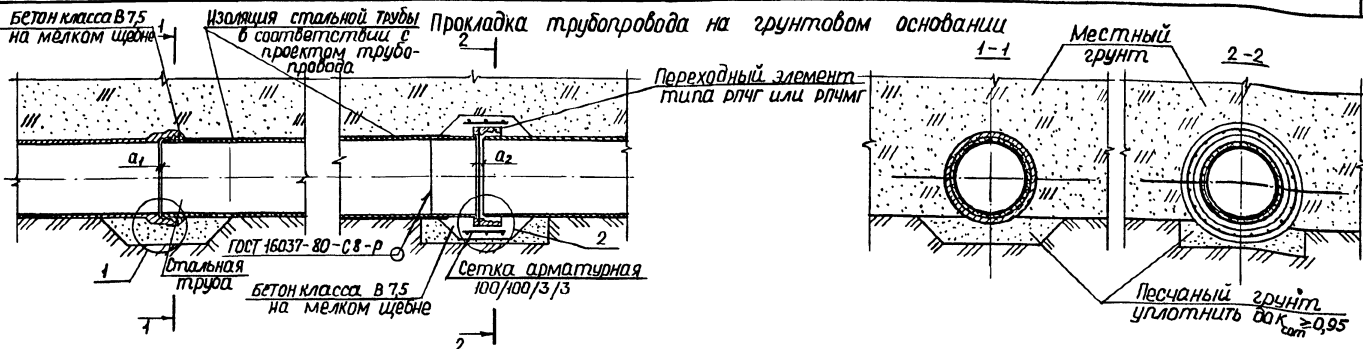 Прокладка трубопровода на грунтовом основании
Бетон класса В 7,5
на мелком щебне
1
Изоляция стальной трубы
в соответствии с
проектом трубо-
провода
2
Переходный элемент
типа РПЧГ или РПЧМГ
1-1
Местный
грунт
2-2
a1
a2
ГОСТ 16037-80-С8-Р
1
Стальная
труба
Бетон класса В 7,5
на мелком щебне
Сетка арматурная
100/100/3/3
2
Песчаный грунт
уплотнить до Kcom ≥0,95
1
2